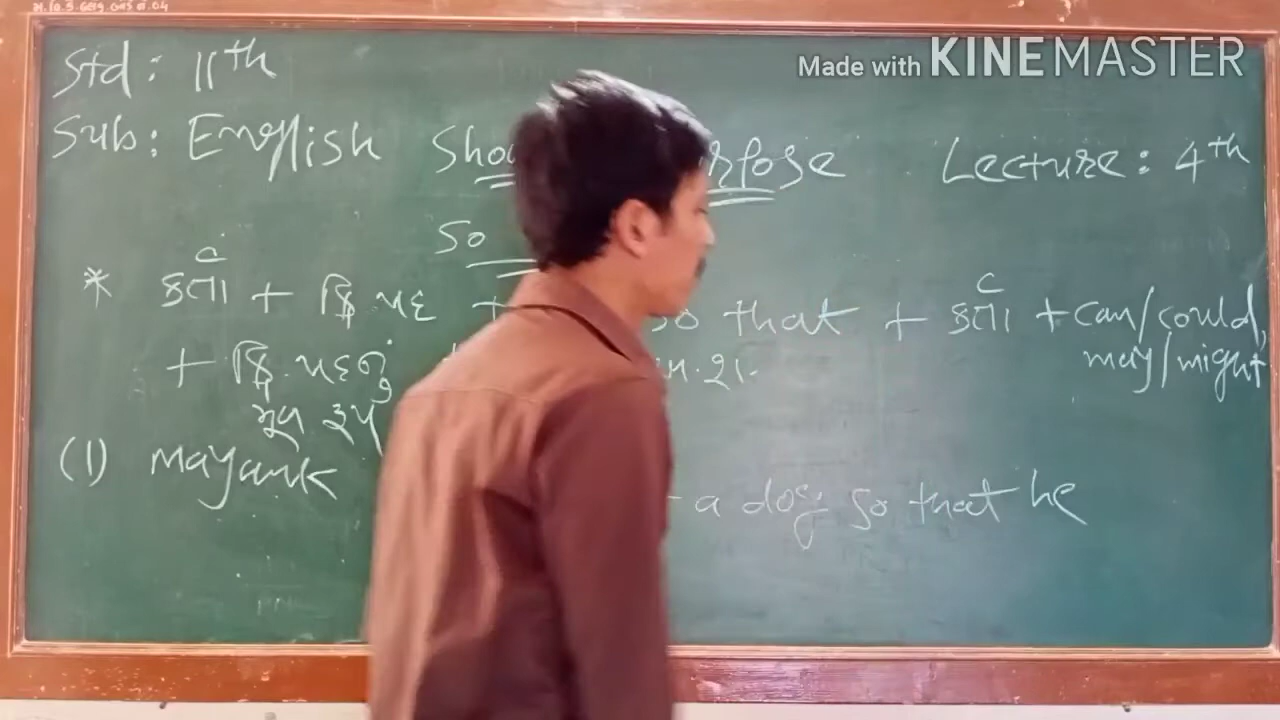 Made with KINEMASTER
Std: 11th
Sub: English Sho rpose Lecture: 4th
So
* કર્તા + ક્રિ.પદ + so that + કર્તા + can/could,
may/might
+ ક્રિ.પદનું
મૂળ રૂપ
(1) Mayank a dog so that he